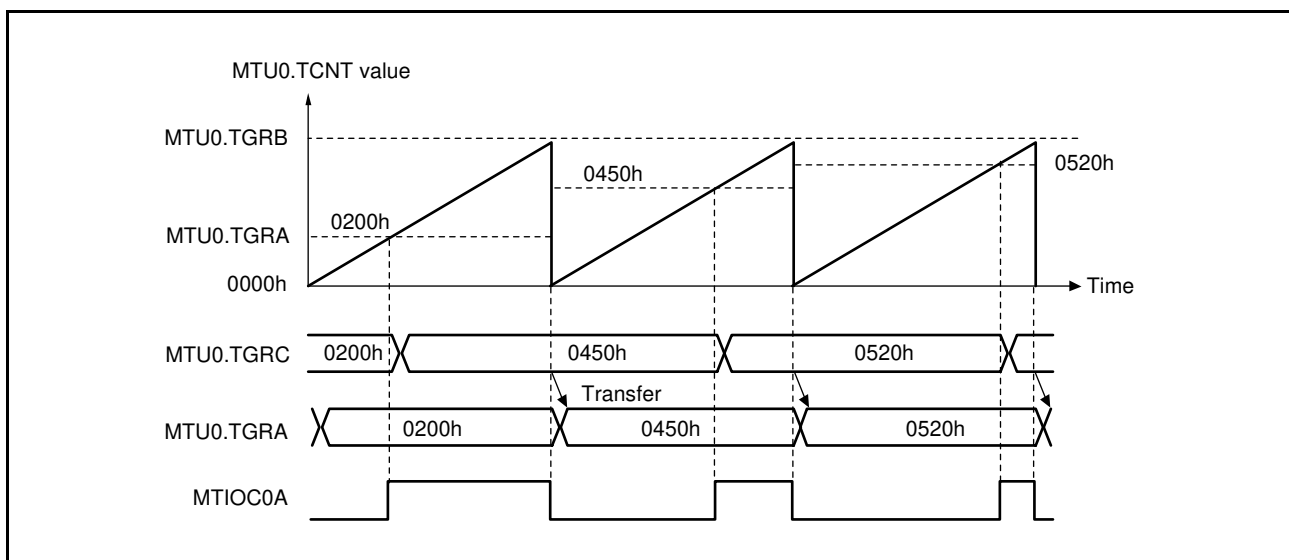 MTU0.TCNT value
MTU0.TGRB
0520h
0450h
0200h
MTU0.TGRA
0000h
Time
MTU0.TGRC
0200h
0450h
0520h
Transfer
MTU0.TGRA
0200h
0450h
0520h
MTIOC0A